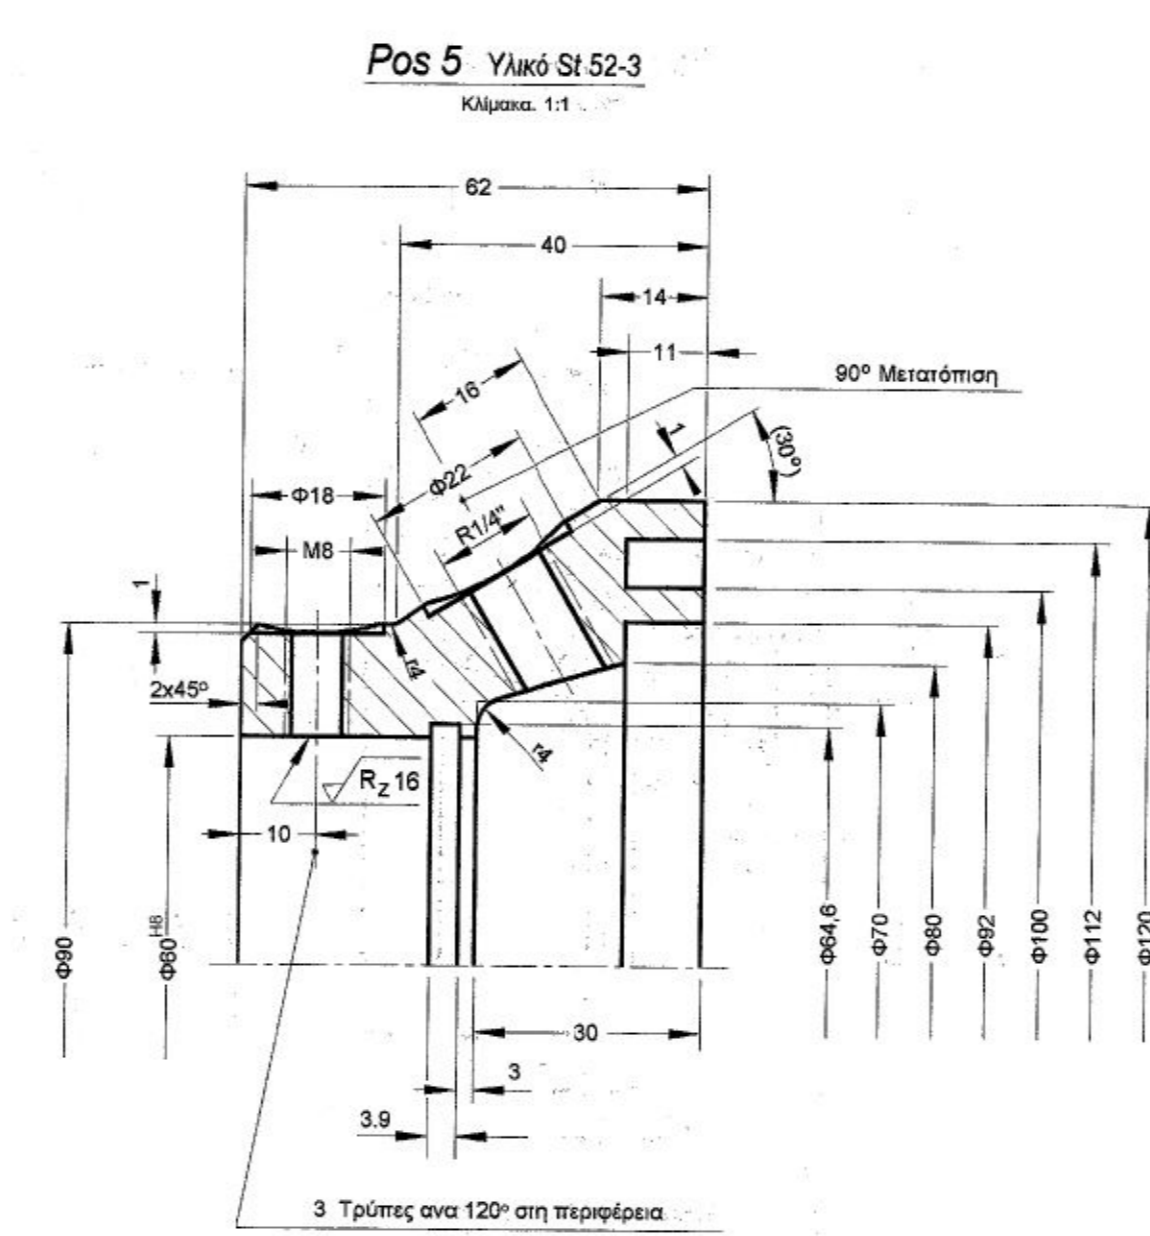 Pos 5 Υλικό St 52-3
Κλίμακα. 1:1
62
40
14
11
90° Μετατόπιση
16
1
(30°)
Φ22
Φ18
R1/4"
M8
1
r4
2x45°
r4
Rz 16
10
Φ90
Φ80 H8
Φ64,6
Φ70
Φ80
Φ92
Φ100
Φ112
Φ120
30
3
3.9
3 Τρύπες ανα 120° στη περιφέρεια